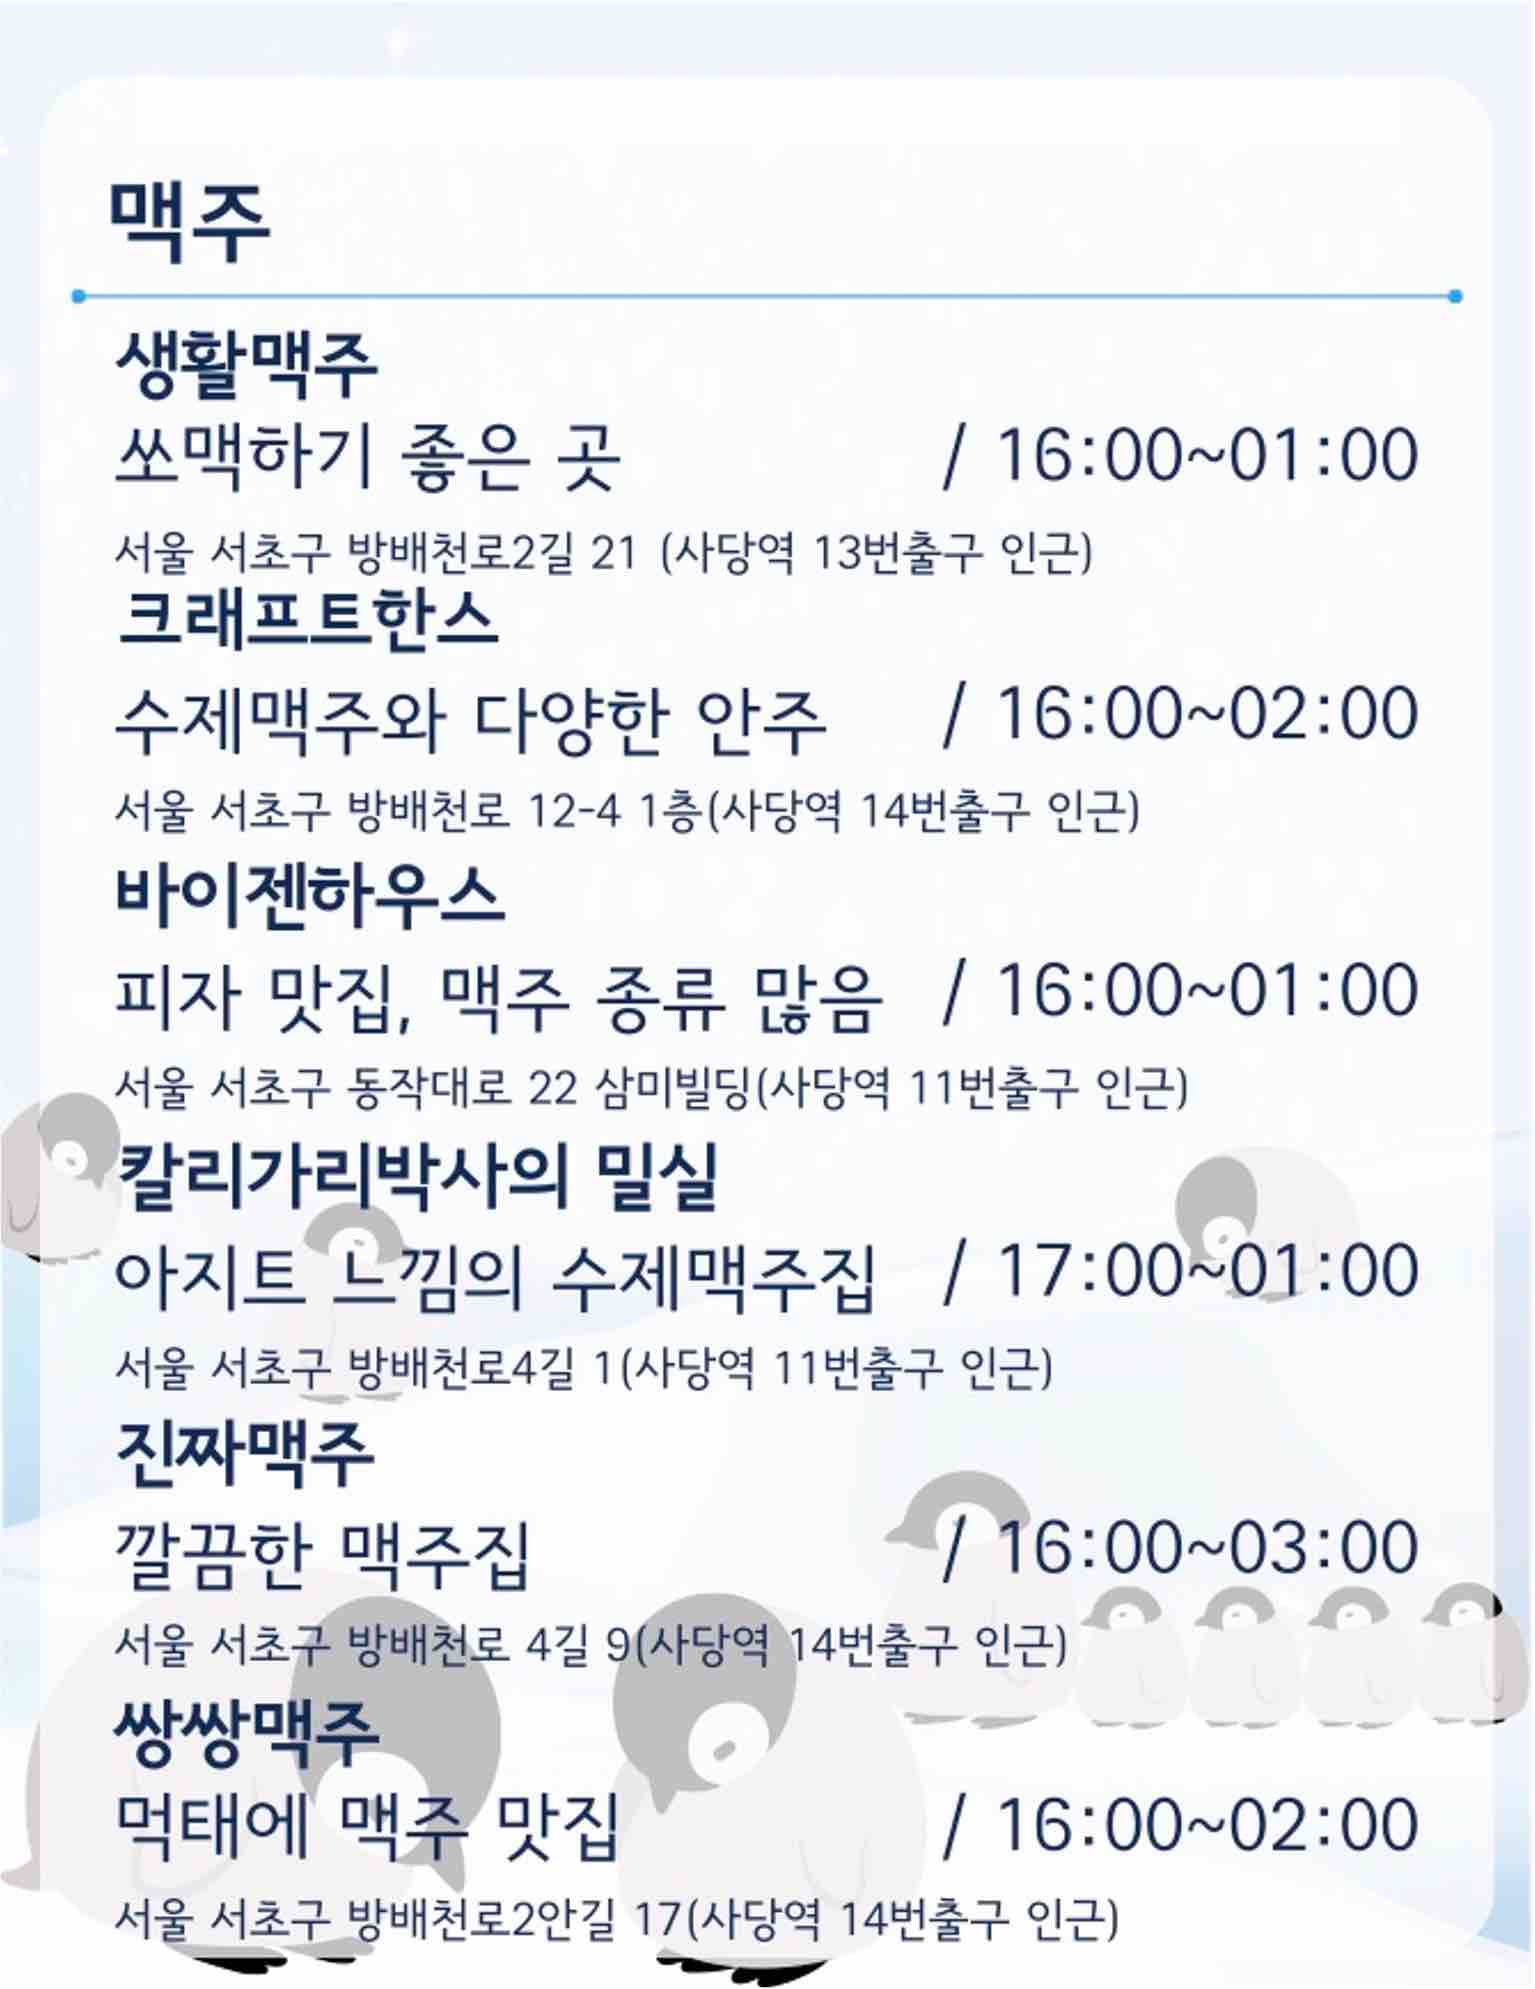 맥주
생활맥주
쏘맥하기 좋은 곳 / 16:00~01:00
서울 서초구 방배천로2길 21 (사당역 13번출구 인근)
크래프트한스
수제맥주와 다양한 안주 / 16:00~02:00
서울 서초구 방배천로 12-4 1층(사당역 14번출구 인근)
바이젠하우스
피자 맛집, 맥주 종류 많음 / 16:00~01:00
서울 서초구 동작대로 22 삼미빌딩(사당역 11번출구 인근)
칼리가리박사의 밀실
아지트 느낌의 수제맥주집 / 17:00~01:00
서울 서초구 방배천로4길 1(사당역 11번출구 인근)
진짜맥주
깔끔한 맥주집 / 16:00~03:00
서울 서초구 방배천로 4길 9(사당역 14번출구 인근)
쌍쌍맥주
먹태에 맥주 맛집 / 16:00~02:00
서울 서초구 방배천로2안길 17(사당역 14번출구 인근)